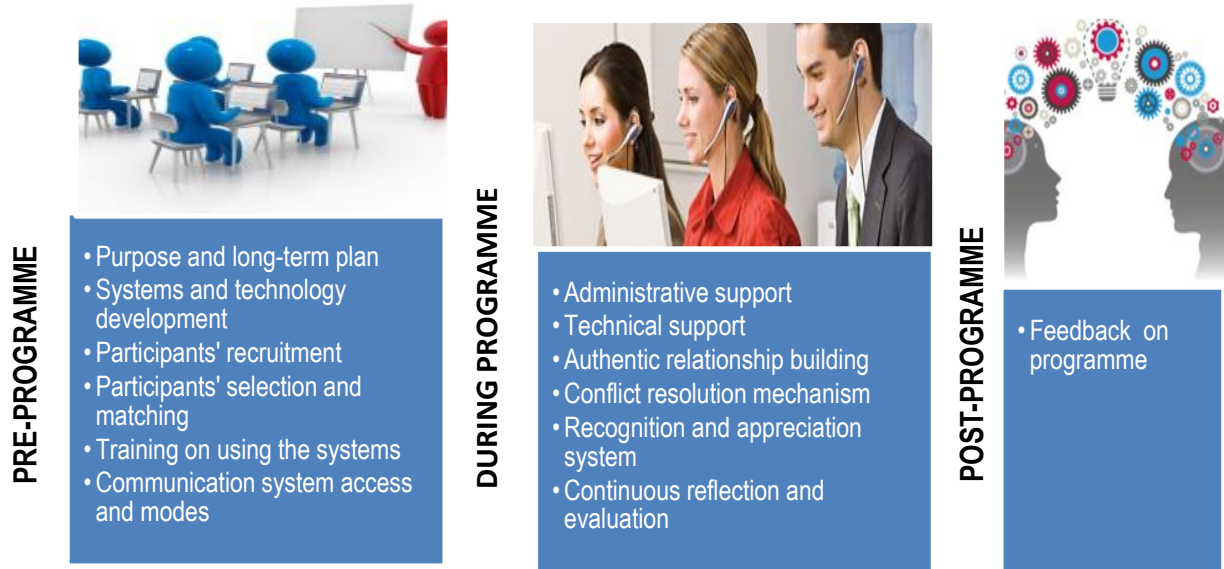 PRE-PROGRAMME
• Purpose and long-term plan
• Systems and technology
development
• Participants' recruitment
• Participants' selection and
matching
• Training on using the systems
• Communication system access
and modes
DURING PROGRAMME
• Administrative support
• Technical support
• Authentic relationship building
• Conflict resolution mechanism
• Recognition and appreciation
system
• Continuous reflection and
evaluation
POST-PROGRAMME
• Feedback on
programme